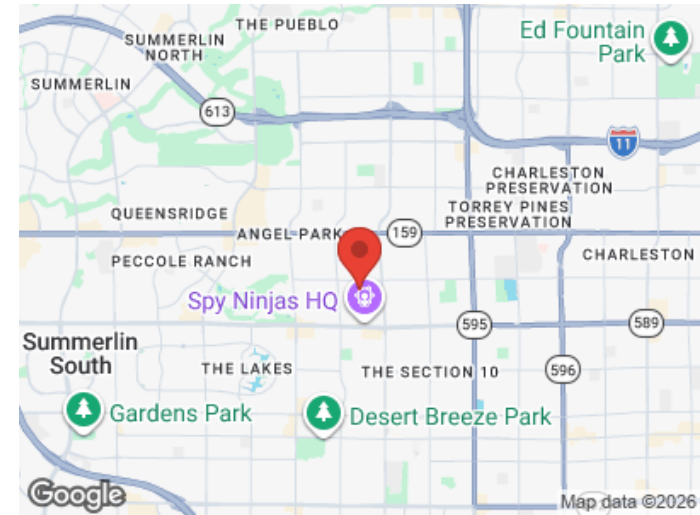 THE PUEBLO
SUMMERLIN
NORTH
Ed Fountain
Park
SUMMERLIN
613
11
CHARLESTON
PRESERVATION
TORREY PINES
PRESERVATION
QUEENSRIDGE
ANGEL PARK
159
CHARLESTON
PECCOLE RANCH
Spy Ninjas HQ
595
589
Summerlin
South
THE LAKES
THE SECTION 10
596
Gardens Park
Desert Breeze Park
Google
Map data ©2026